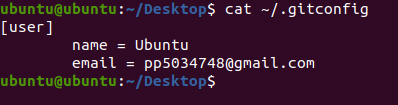 ubuntu@ubuntu:~/Desktop$ cat ~/.gitconfig
[user]
        name = Ubuntu
        email = pp5034748@gmail.com
ubuntu@ubuntu:~/Desktop$